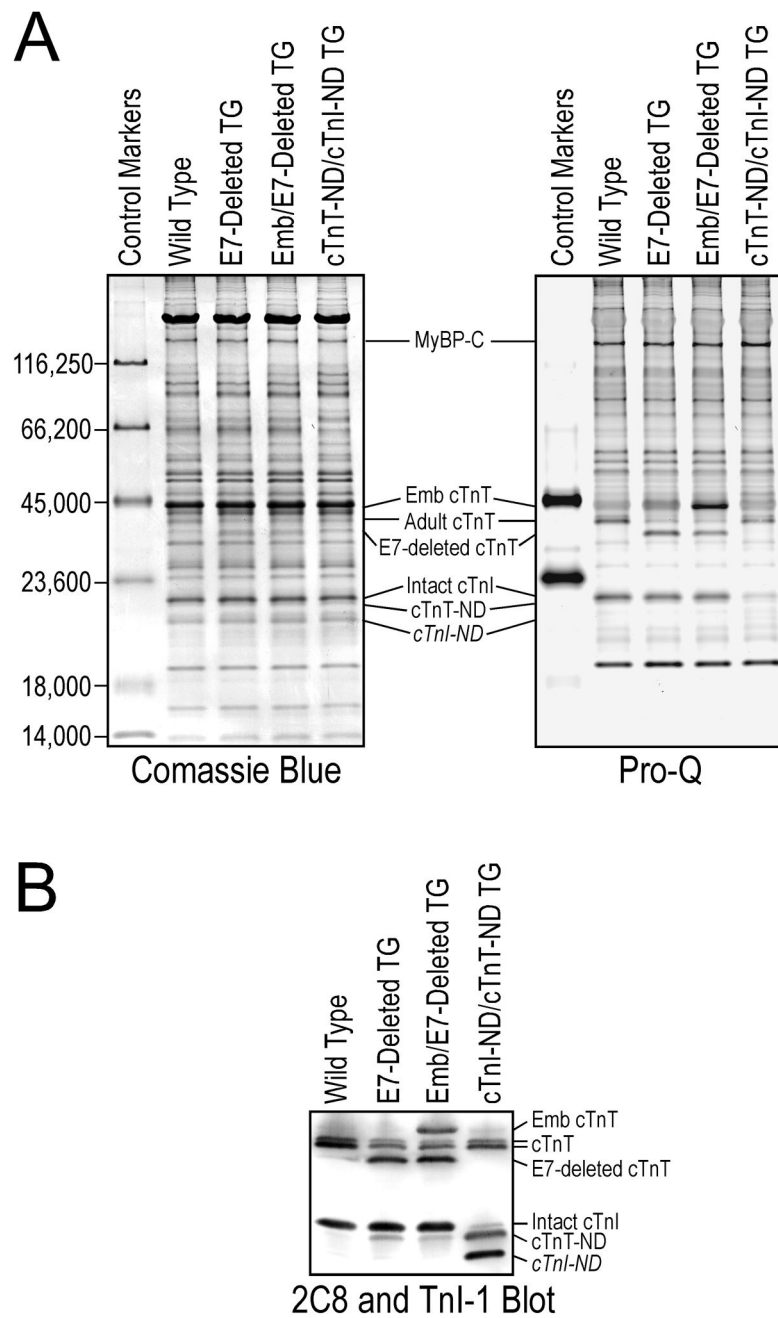 A
Control Markers
Wild Type
E7-Deleted TG
Emb/E7-Deleted TG
cTnT-ND/cTnI-ND TG
Control Markers
Wild Type
E7-Deleted TG
Emb/E7-Deleted TG
cTnT-ND/cTnI-ND TG
116,250
66,200
45,000
23,600
18,000
14,000
MyBP-C
Emb cTnT
Adult cTnT
E7-deleted cTnT
Intact cTnI
cTnT-ND
cTnI-ND
Comassie Blue
Pro-Q
B
Wild Type
E7-Deleted TG
Emb/E7-Deleted TG
cTnI-ND/cTnT-ND TG
Emb cTnT
cTnT
E7-deleted cTnT
Intact cTnI
cTnT-ND
cTnI-ND
2C8 and TnI-1 Blot